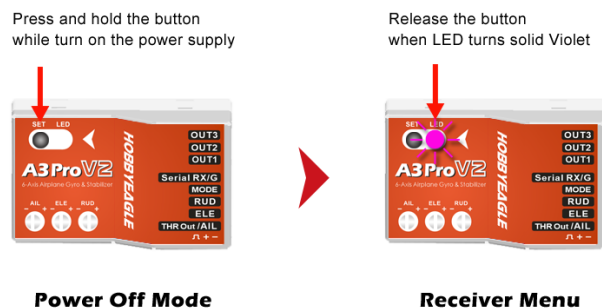 Press and hold the button
while turn on the power supply
SET LED
HOBBYEAGLE
A3ProV2
6-Axis Airplane Gyro & Stabilizer
- AIL + - ELE + - RUD +
OUT3
OUT2
OUT1
Serial RX/G
MODE
RUD
ELE
THR Out /AIL
⎍ + −
Power Off Mode
Release the button
when LED turns solid Violet
SET LED
HOBBYEAGLE
A3ProV2
6-Axis Airplane Gyro & Stabilizer
- AIL + - ELE + - RUD +
OUT3
OUT2
OUT1
Serial RX/G
MODE
RUD
ELE
THR Out /AIL
⎍ + −
Receiver Menu